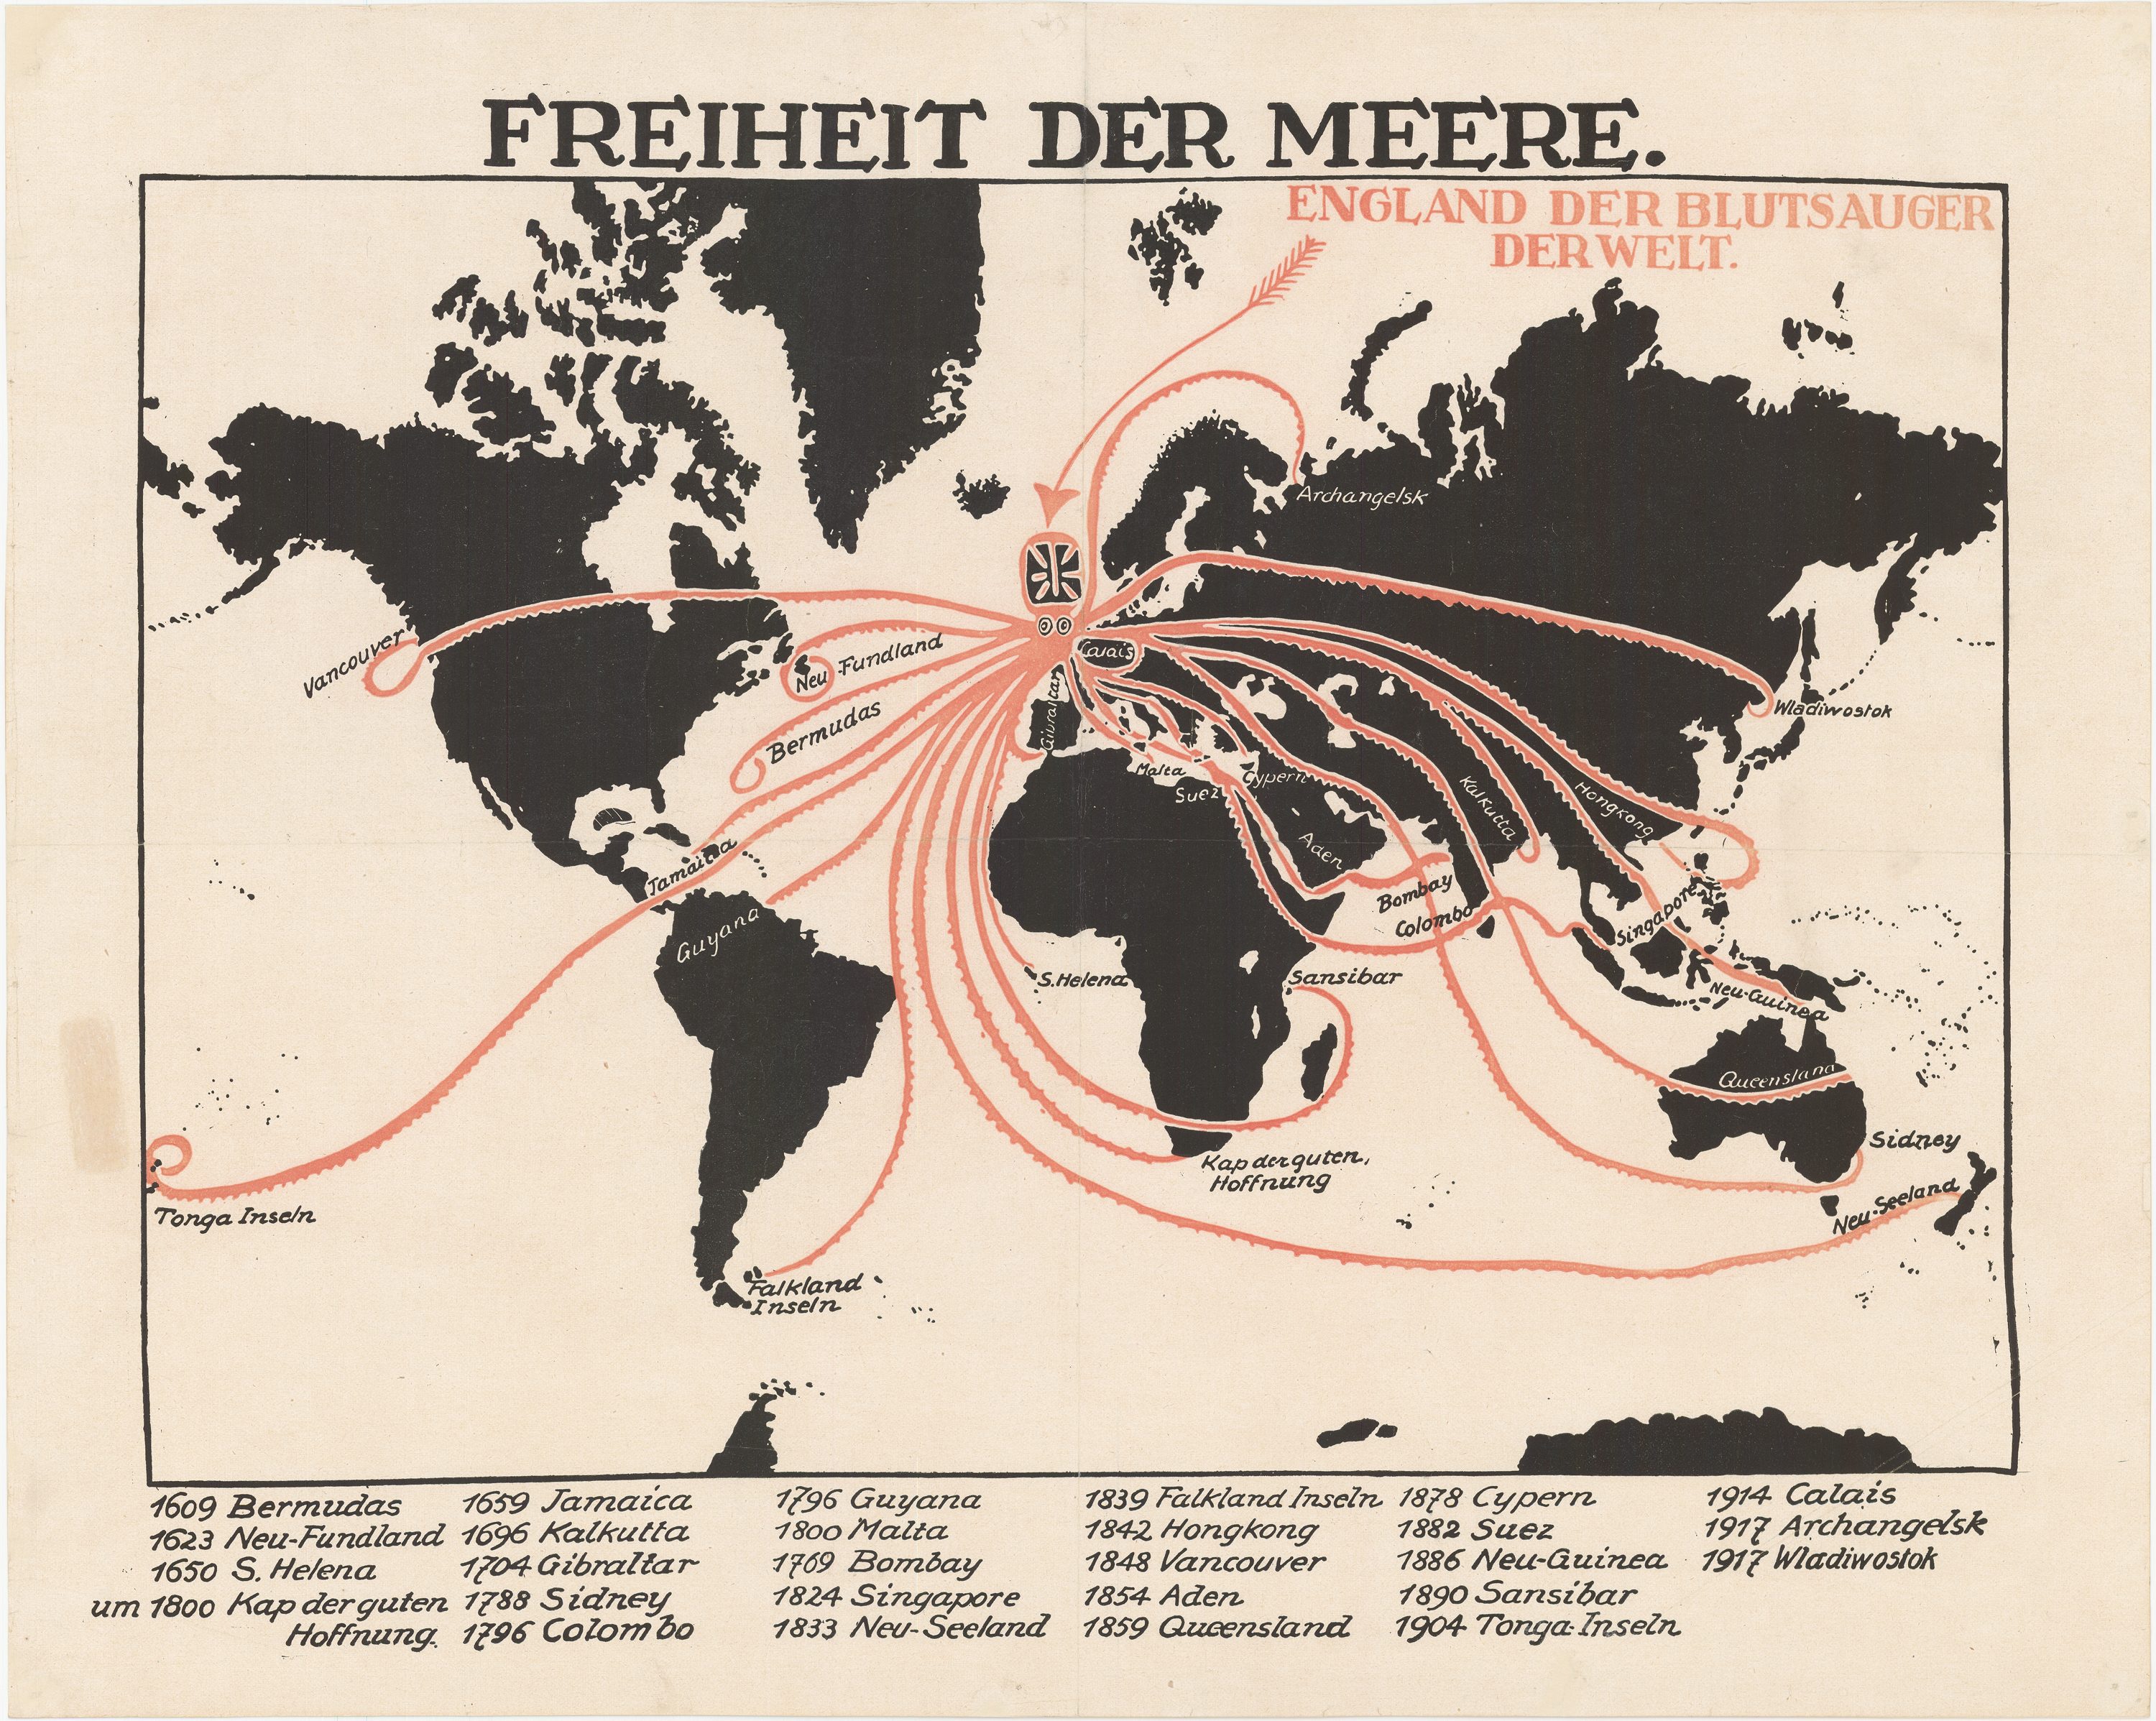 FREIHEIT DER MEERE.
ENGLAND DER BLUTSAUGER
DER WELT.
Archangelsk
Vancouver
Neu-Fundland
Calais
Gibraltar
Bermudas
Wladiwostok
Malta
Cypern
Suez
Kalkutta
Hongkong
Jamaica
Aden
Bombay
Guyana
Colombo
Singapore
S. Helena
Sansibar
Neu-Guinea
Queensland
Sidney
Kap der guten,
Hoffnung
Neu-Seeland
Tonga Inseln
Falkland
Inseln
1609 Bermudas
1623 Neu-Fundland
1650 S. Helena
um 1800 Kap der guten
Hoffnung.
1659 Jamaica
1696 Kalkutta
1704 Gibraltar
1788 Sidney
1796 Colombo
1796 Guyana
1800 Malta
1769 Bombay
1824 Singapore
1833 Neu-Seeland
1839 Falkland Inseln
1842 Hongkong
1848 Vancouver
1854 Aden
1859 Queensland
1878 Cypern
1882 Suez
1886 Neu-Guinea
1890 Sansibar
1904 Tonga-Inseln
1914 Calais
1917 Archangelsk
1917 Wladiwostok